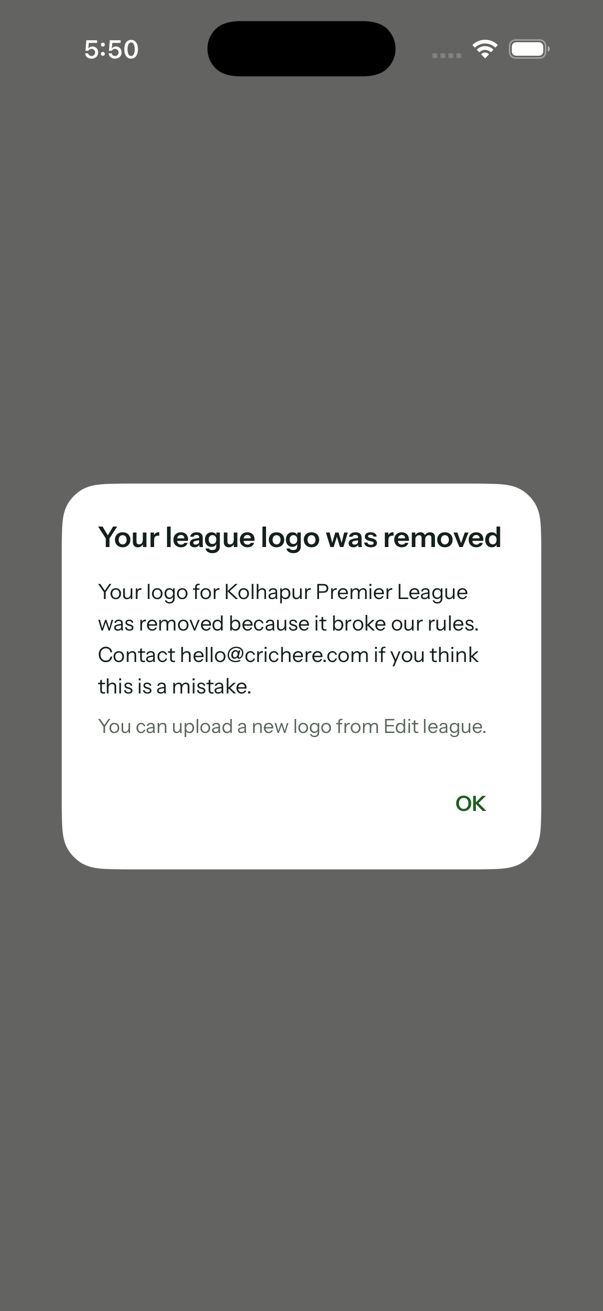 5:50
Your league logo was removed
Your logo for Kolhapur Premier League
was removed because it broke our rules.
Contact hello@crichere.com if you think
this is a mistake.
You can upload a new logo from Edit league.
OK